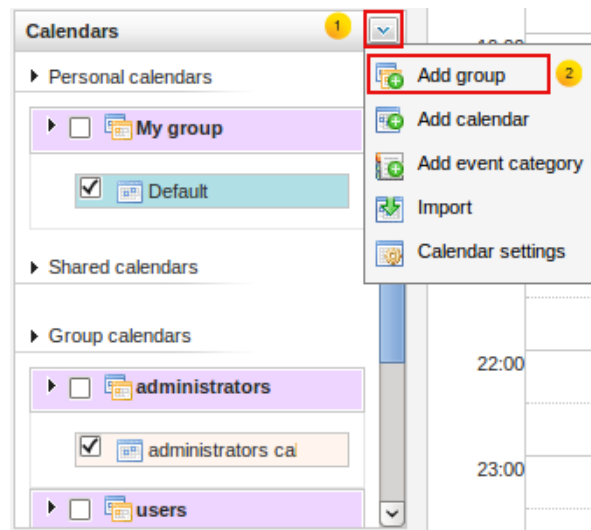 Calendars
1
Personal calendars
My group
Default
Shared calendars
Group calendars
administrators
administrators cal
users
Add group
2
Add calendar
Add event category
Import
Calendar settings
22:00
23:00